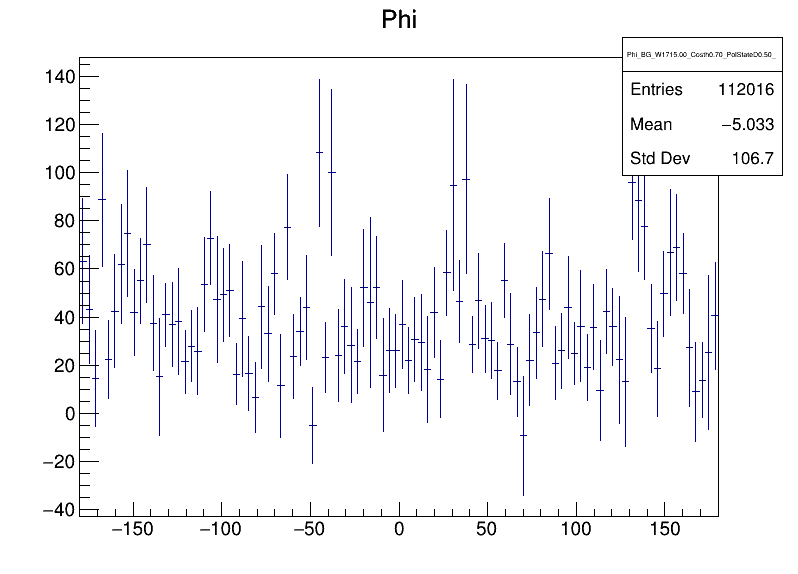 Phi
Phi_BG_W1715.00_Costh0.70_PolStateD0.50_
Entries 112016
Mean −5.033
Std Dev 106.7
140
120
100
80
60
40
20
0
−20
−40
−150 −100 −50 0 50 100 150